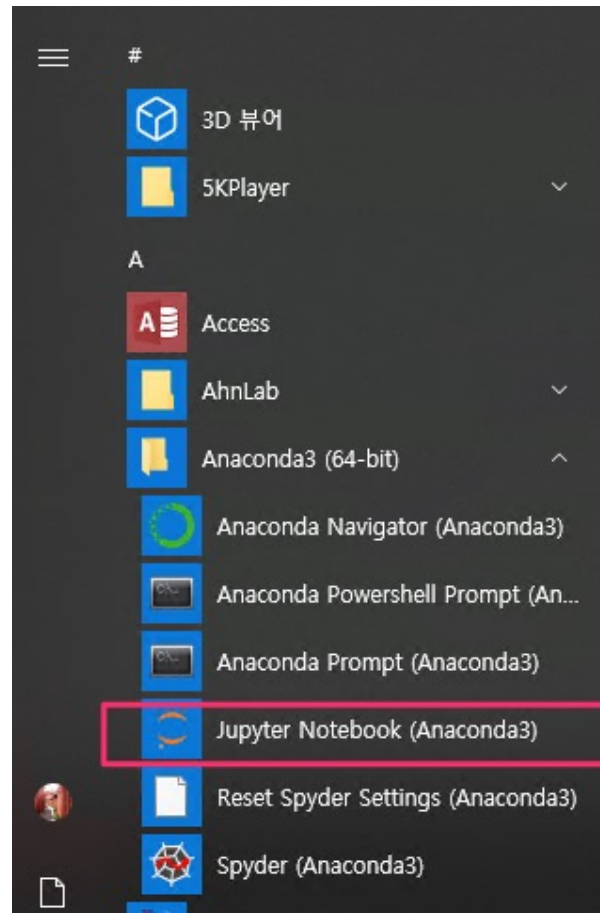 #
3D 뷰어
5KPlayer
A
Access
AhnLab
Anaconda3 (64-bit)
Anaconda Navigator (Anaconda3)
Anaconda Powershell Prompt (An...
Anaconda Prompt (Anaconda3)
Jupyter Notebook (Anaconda3)
Reset Spyder Settings (Anaconda3)
Spyder (Anaconda3)